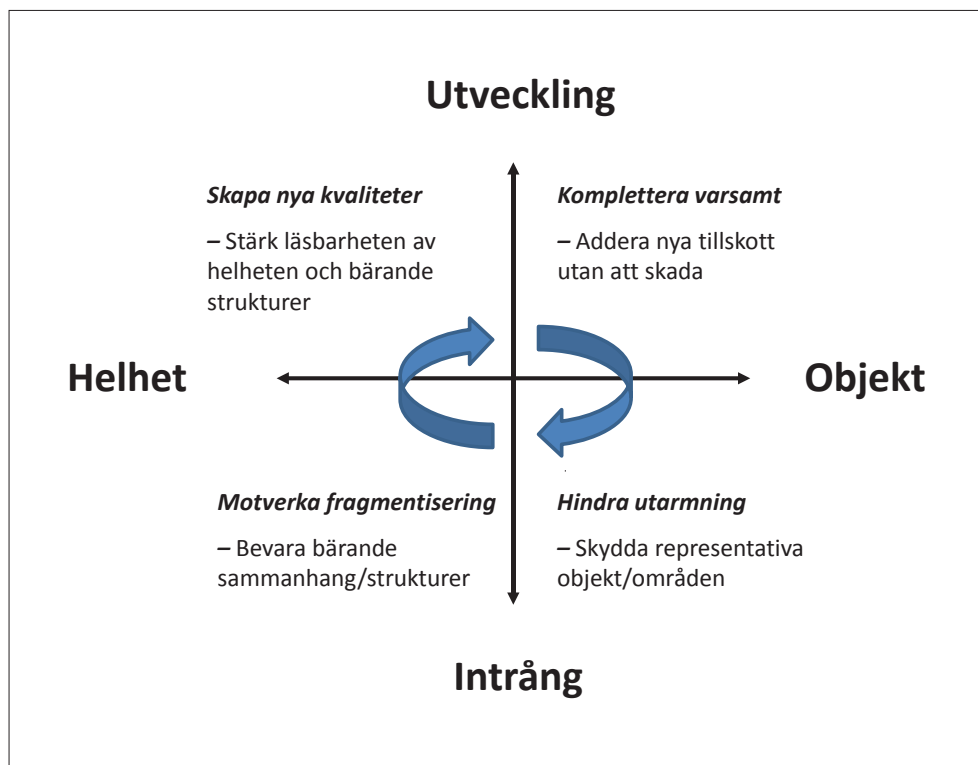 Utveckling
Skapa nya kvaliteter
– Stärk läsbarheten av
helheten och bärande
strukturer
Komplettera varsamt
– Addera nya tillskott
utan att skada
Helhet
Objekt
Motverka fragmentisering
– Bevara bärande
sammanhang/strukturer
Hindra utarmning
– Skydda representativa
objekt/områden
Intrång